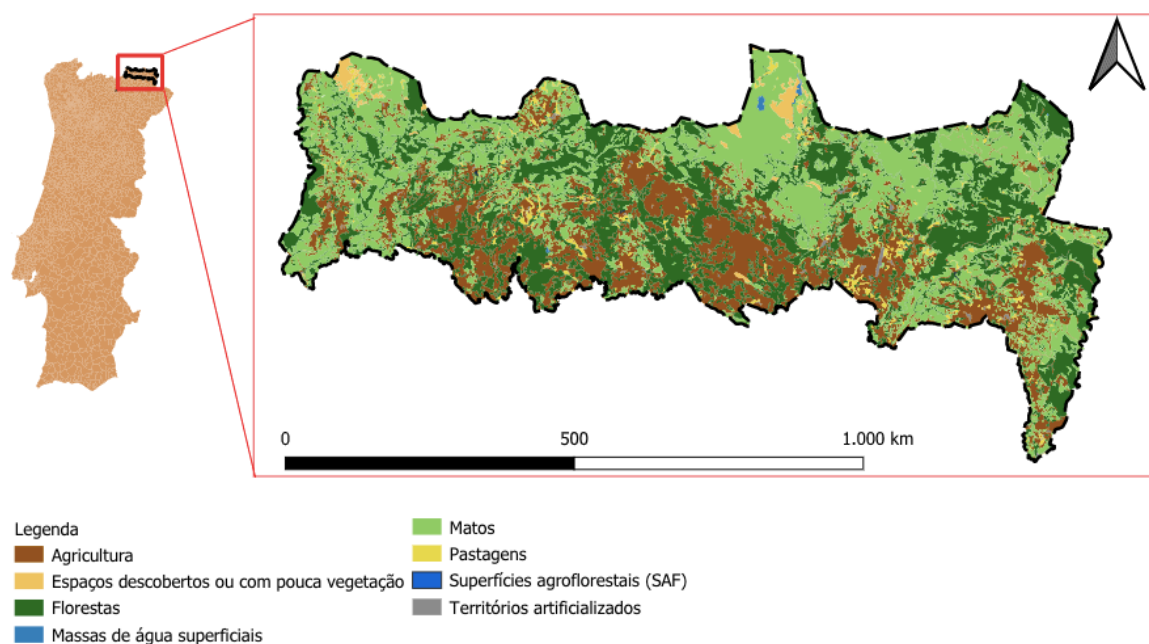 0 500 1.000 km
Legenda
Agricultura
Espaços descobertos ou com pouca vegetação
Florestas
Massas de água superficiais
Matos
Pastagens
Superfícies agroflorestais (SAF)
Territórios artificializados